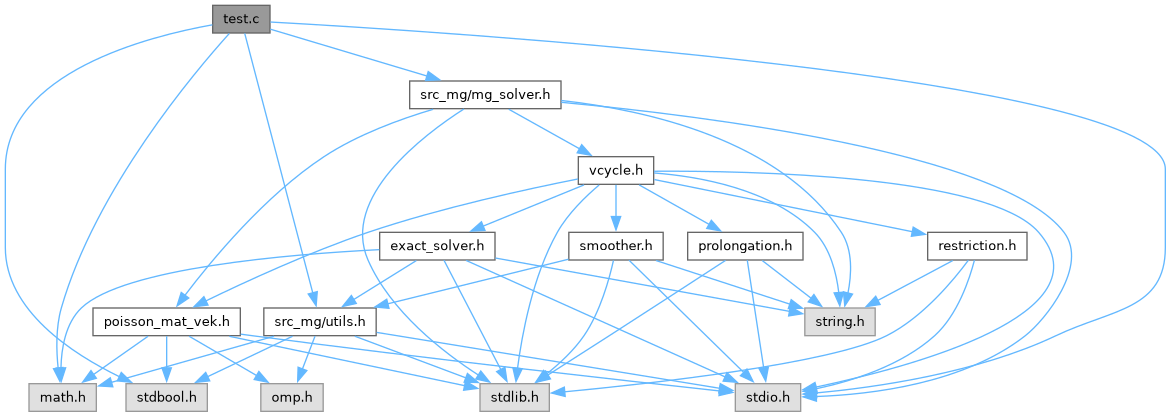 test.c
src_mg/mg_solver.h
vcycle.h
exact_solver.h
smoother.h
prolongation.h
restriction.h
poisson_mat_vek.h
src_mg/utils.h
string.h
math.h
stdbool.h
omp.h
stdlib.h
stdio.h